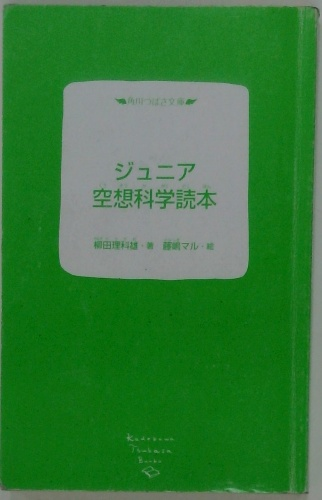 角川つばさ文庫
ジュニア
空想科学読本
柳田理科雄・著 藤嶋マル・絵
Kadokawa
Tsubasa
Bunko